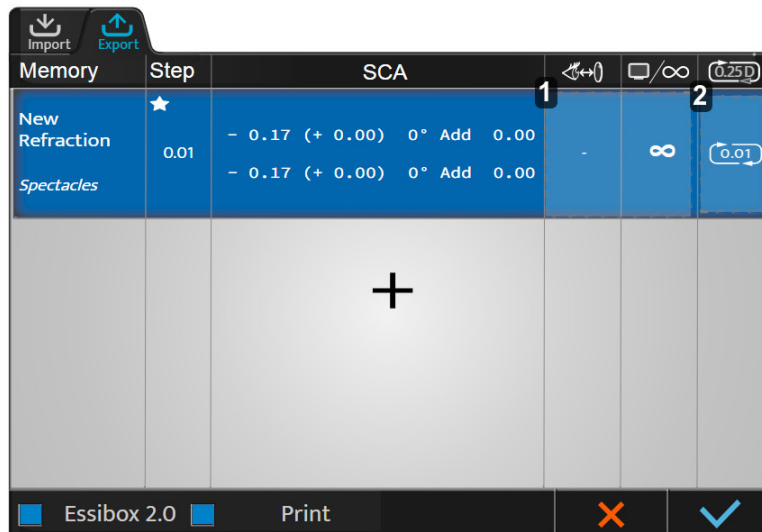 Import Export
Memory Step SCA 1 ∞ 2 0.25D
New
Refraction
Spectacles
0.01
- 0.17 (+ 0.00) 0° Add 0.00
- 0.17 (+ 0.00) 0° Add 0.00
- ∞ 0.01
+
Essibox 2.0 Print